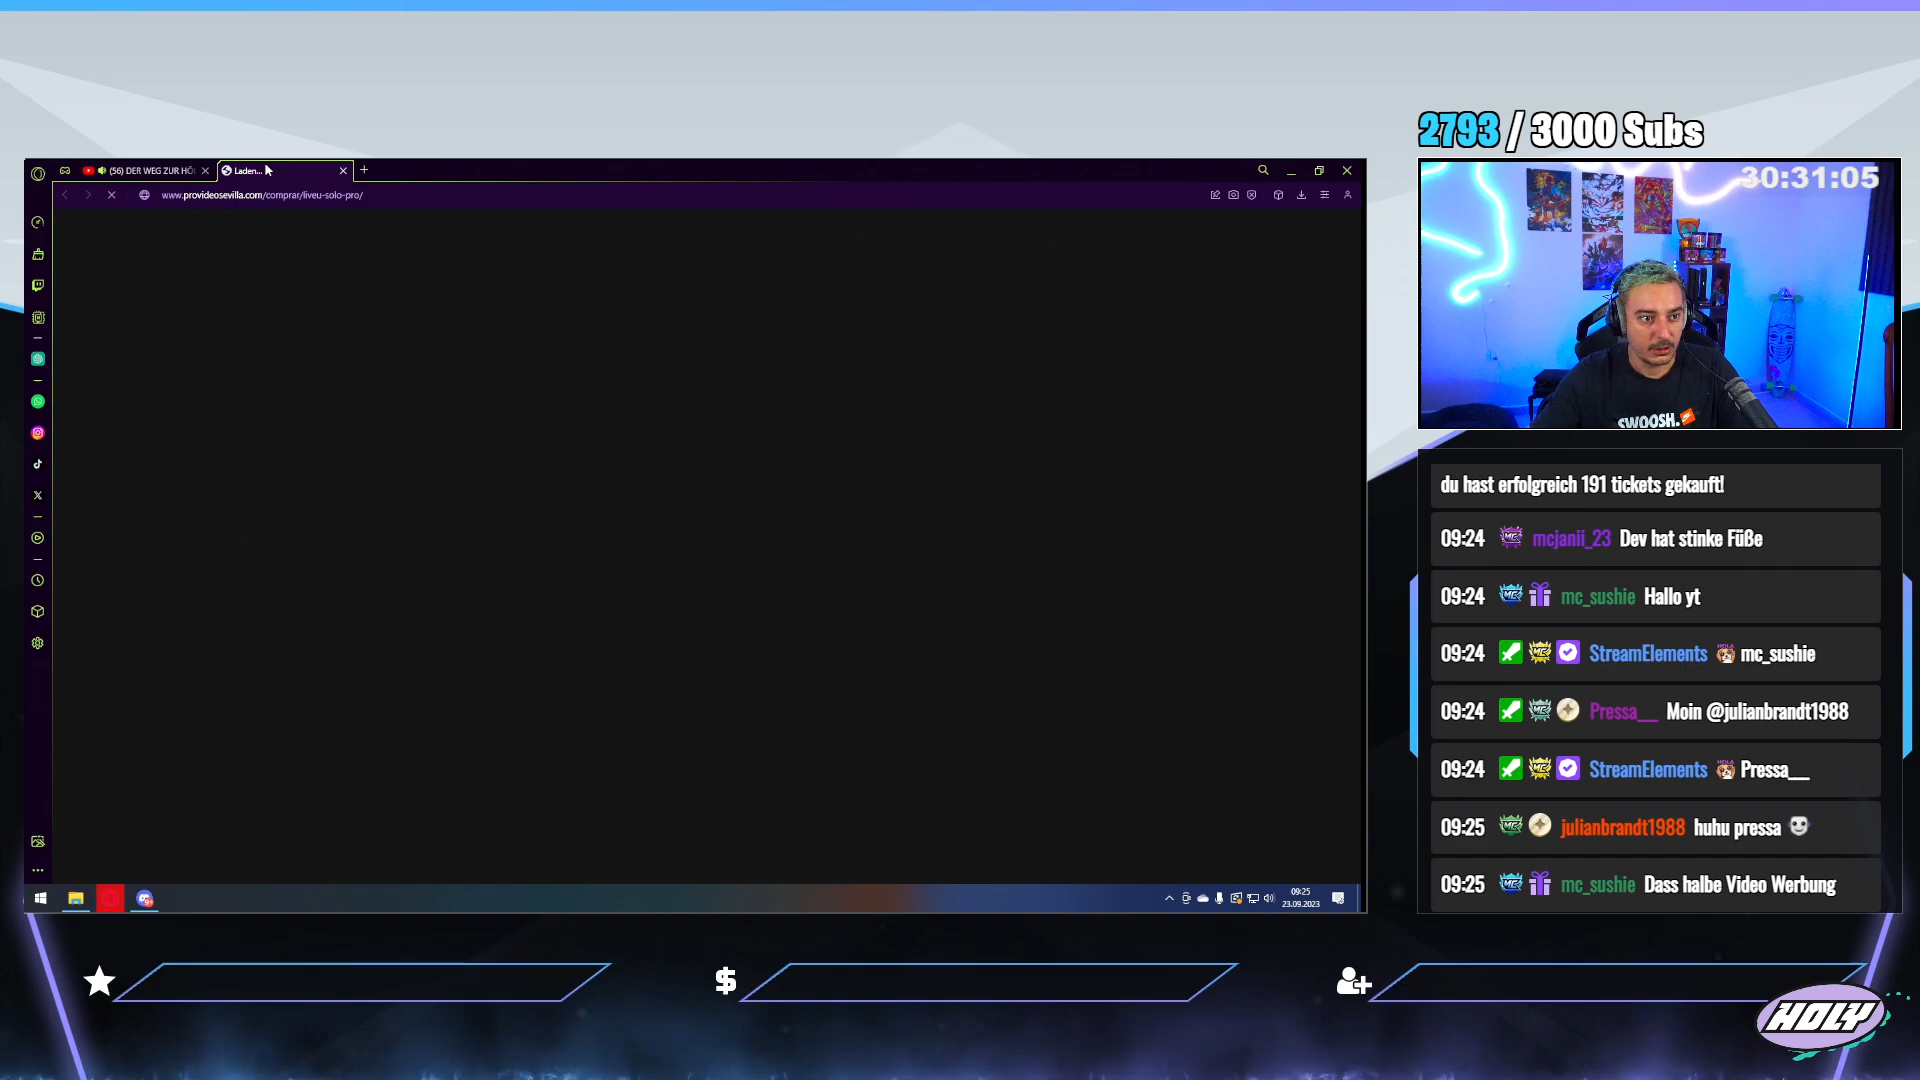 2793 / 3000 Subs
(56) DER WEG ZUR HÖ
Laden...
www.provideosevilla.com/comprar/liveu-solo-pro/
30:31:05
SWOOSH.
du hast erfolgreich 191 tickets gekauft!
09:24 mcjanii_23 Dev hat stinke Füße
09:24 mc_sushie Hallo yt
09:24 StreamElements mc_sushie
09:24 Pressa__ Moin @julianbrandt1988
09:24 StreamElements Pressa__
09:25 julianbrandt1988 huhu pressa
09:25 mc_sushie Dass halbe Video Werbung
09:25
23.09.2023
HOLY